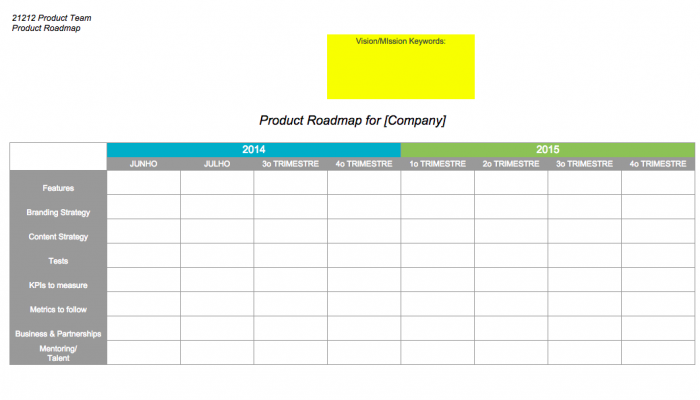 21212 Product Team
Product Roadmap
Vision/MIssion Keywords:
Product Roadmap for [Company]
2014 2015
JUNHO JULHO 3o TRIMESTRE 4o TRIMESTRE 1o TRIMESTRE 2o TRIMESTRE 3o TRIMESTRE 4o TRIMESTRE
Features
Branding Strategy
Content Strategy
Tests
KPIs to measure
Metrics to follow
Business & Partnerships
Mentoring/
Talent